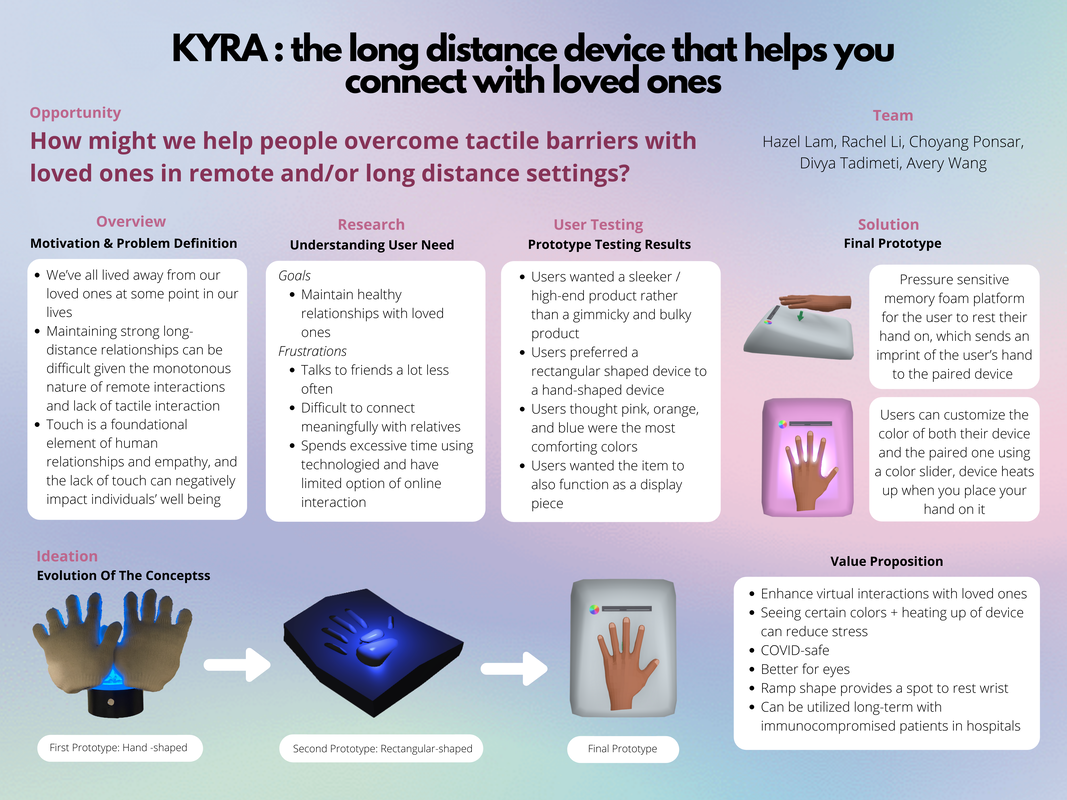 KYRA : the long distance device that helps you
connect with loved ones
Opportunity
How might we help people overcome tactile barriers with
loved ones in remote and/or long distance settings?
Team
Hazel Lam, Rachel Li, Choyang Ponsar,
Divya Tadimeti, Avery Wang
Overview
Motivation & Problem Definition
• We've all lived away from our
loved ones at some point in our
lives
• Maintaining strong long-
distance relationships can be
difficult given the monotonous
nature of remote interactions
and lack of tactile interaction
• Touch is a foundational
element of human
relationships and empathy, and
the lack of touch can negatively
impact individuals' well being
Research
Understanding User Need
Goals
• Maintain healthy
relationships with loved
ones
Frustrations
• Talks to friends a lot less
often
• Difficult to connect
meaningfully with relatives
• Spends excessive time using
technologied and have
limited option of online
interaction
User Testing
Prototype Testing Results
• Users wanted a sleeker /
high-end product rather
than a gimmicky and bulky
product
• Users preferred a
rectangular shaped device to
a hand-shaped device
• Users thought pink, orange,
and blue were the most
comforting colors
• Users wanted the item to
also function as a display
piece
Solution
Final Prototype
Pressure sensitive
memory foam platform
for the user to rest their
hand on, which sends an
imprint of the user's hand
to the paired device
Users can customize the
color of both their device
and the paired one using
a color slider, device heats
up when you place your
hand on it
Ideation
Evolution Of The Conceptss
First Prototype: Hand -shaped
Second Prototype: Rectangular-shaped
Final Prototype
Value Proposition
• Enhance virtual interactions with loved ones
• Seeing certain colors + heating up of device
can reduce stress
• COVID-safe
• Better for eyes
• Ramp shape provides a spot to rest wrist
• Can be utilized long-term with
immunocompromised patients in hospitals